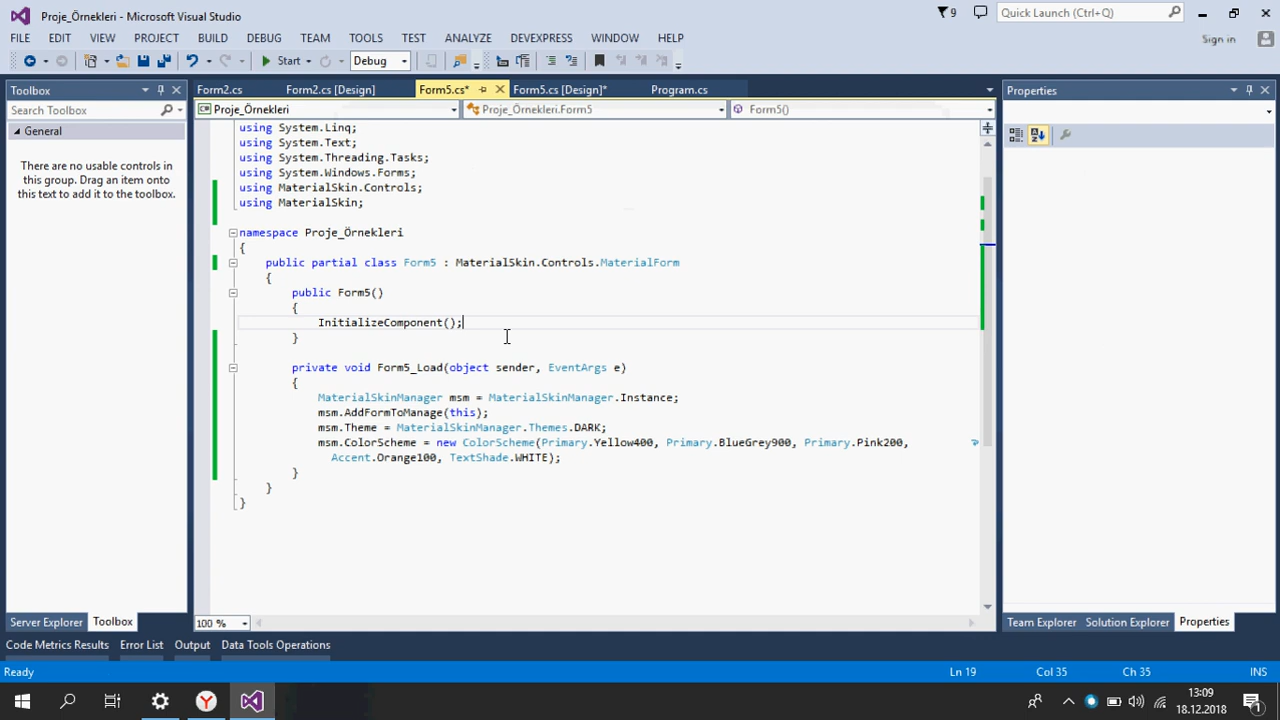 Proje_Örnekleri - Microsoft Visual Studio
9
Quick Launch (Ctrl+Q)
FILE EDIT VIEW PROJECT BUILD DEBUG TEAM TOOLS TEST ANALYZE DEVEXPRESS WINDOW HELP
Sign in
Start Debug
Toolbox
Search Toolbox
General
There are no usable controls in
this group. Drag an item onto
this text to add it to the toolbox.
Form2.cs Form2.cs [Design] Form5.cs* Form5.cs [Design]* Program.cs
Proje_Örnekleri Proje_Örnekleri.Form5 Form5()
using System.Linq;
using System.Text;
using System.Threading.Tasks;
using System.Windows.Forms;
using MaterialSkin.Controls;
using MaterialSkin;
namespace Proje_Örnekleri
{
public partial class Form5 : MaterialSkin.Controls.MaterialForm
{
public Form5()
{
InitializeComponent();
}
private void Form5_Load(object sender, EventArgs e)
{
MaterialSkinManager msm = MaterialSkinManager.Instance;
msm.AddFormToManage(this);
msm.Theme = MaterialSkinManager.Themes.DARK;
msm.ColorScheme = new ColorScheme(Primary.Yellow400, Primary.BlueGrey900, Primary.Pink200,
Accent.Orange100, TextShade.WHITE);
}
}
}
100 %
Properties
Server Explorer Toolbox
Team Explorer Solution Explorer Properties
Code Metrics Results Error List Output Data Tools Operations
Ready Ln 19 Col 35 Ch 35 INS
13:09
18.12.2018
1